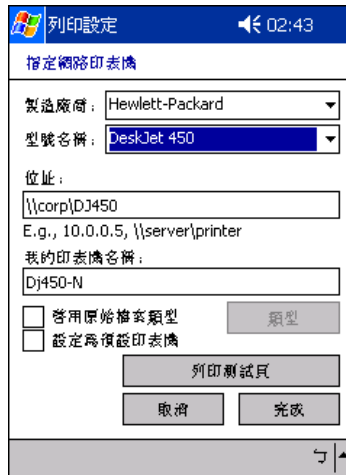 列印設定 02:43
指定網路印表機
製造廠商： Hewlett-Packard
型號名稱： DeskJet 450
位址：
\\corp\DJ450
E.g., 10.0.0.5, \\server\printer
我的印表機名稱：
Dj450-N
啓用原始檔案類型 類型
設定為預設印表機
列印測試頁
取消 完成
ㄅ